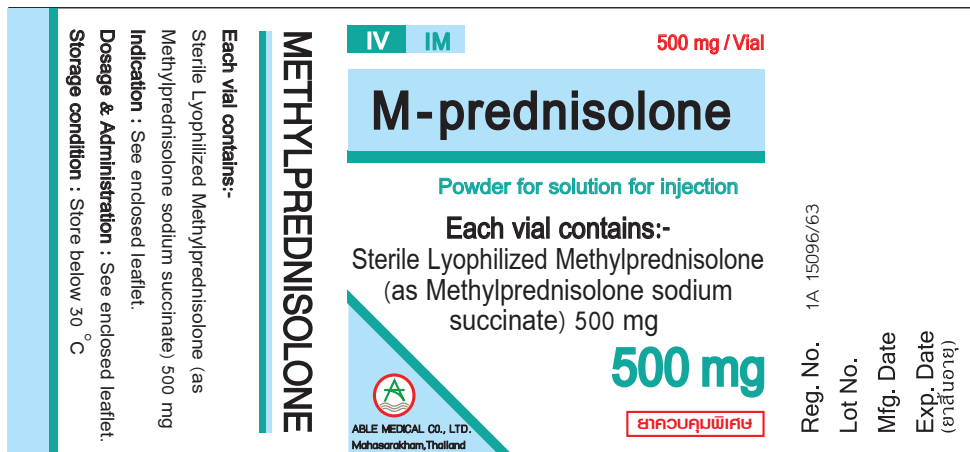 METHYLPREDNISOLONE
Each vial contains:-
Sterile Lyophilized Methylprednisolone (as
Methylprednisolone sodium succinate) 500 mg
Indication : See enclosed leaflet.
Dosage & Administration : See enclosed leaflet.
Storage condition : Store below 30 °C
IV IM
500 mg / Vial
M-prednisolone
Powder for solution for injection
Each vial contains:-
Sterile Lyophilized Methylprednisolone
(as Methylprednisolone sodium
succinate) 500 mg
500 mg
ABLE MEDICAL CO., LTD.
Mahasarakham,Thailand
ยาควบคุมพิเศษ
Reg. No. 1A 15096/63
Lot No.
Mfg. Date
Exp. Date
(ยาสิ้นอายุ)